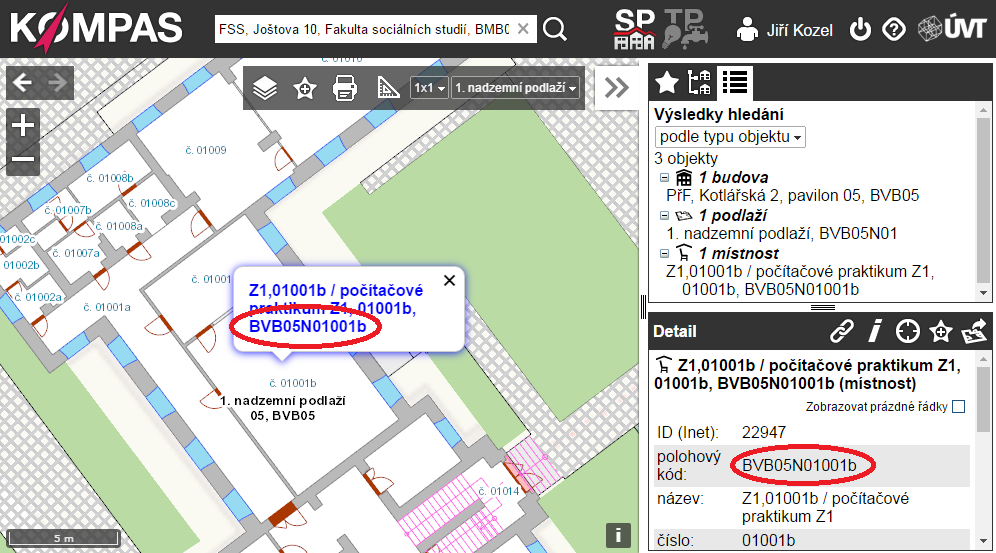 KOMPAS
FSS, Joštova 10, Fakulta sociálních studií, BMB0
SP
TP
Jiří Kozel
ÚVT
1x1
1. nadzemní podlaží
č. 01009
č. 01008b
č. 01008c
č. 01007b
č. 01008a
01002c
č. 01007a
01002b
č. 01002a
č. 01001a
č. 0100
Z1,01001b / počítačové
praktikum Z1, 01001b,
BVB05N01001b
č. 01001b
1. nadzemní podlaží
05, BVB05
č. 01014
5 m
i
Výsledky hledání
podle typu objektu
3 objekty
1 budova
PřF, Kotlářská 2, pavilon 05, BVB05
1 podlaží
1. nadzemní podlaží, BVB05N01
1 místnost
Z1,01001b / počítačové praktikum Z1,
01001b, BVB05N01001b
Detail
Z1,01001b / počítačové praktikum Z1,
01001b, BVB05N01001b (místnost)
Zobrazovat prázdné řádky
ID (Inet): 22947
polohový kód: BVB05N01001b
název: Z1,01001b / počítačové
praktikum Z1
číslo: 01001b